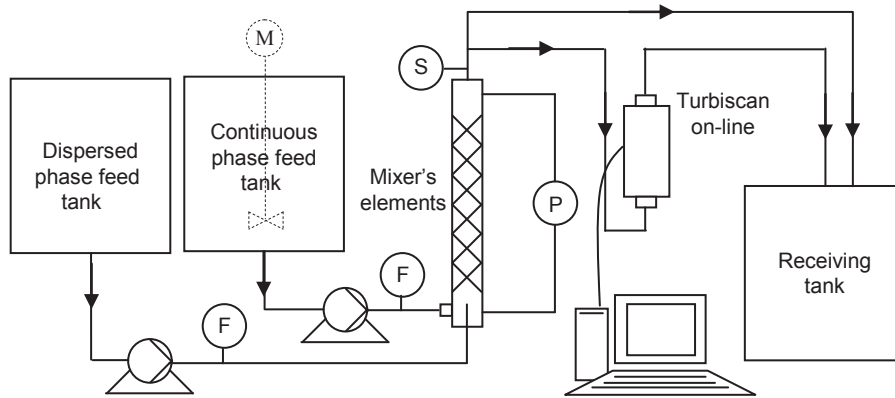 M
S
Turbiscan
on-line
Dispersed
phase feed
tank
Continuous
phase feed
tank
Mixer's
elements
P
Receiving
tank
F
F